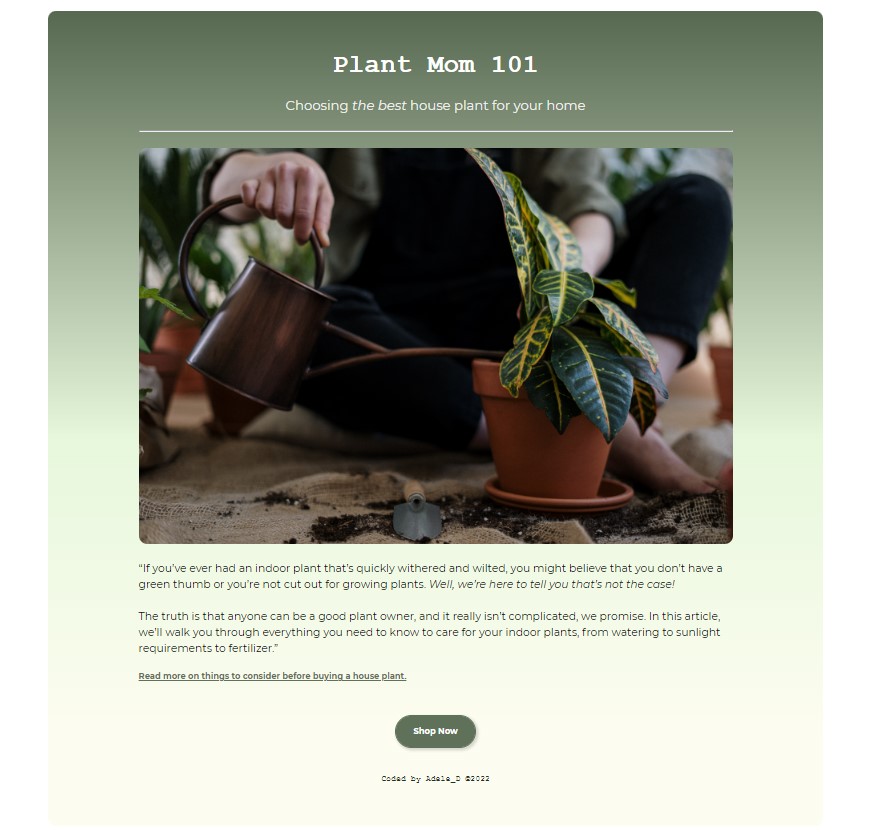 Plant Mom 101
Choosing the best house plant for your home
“If you’ve ever had an indoor plant that’s quickly withered and wilted, you might believe that you don’t have a
green thumb or you’re not cut out for growing plants. Well, we’re here to tell you that’s not the case!
The truth is that anyone can be a good plant owner, and it really isn’t complicated, we promise. In this article,
we’ll walk you through everything you need to know to care for your indoor plants, from watering to sunlight
requirements to fertilizer.”
Read more on things to consider before buying a house plant.
Shop Now
Coded by Adele_D ©2022